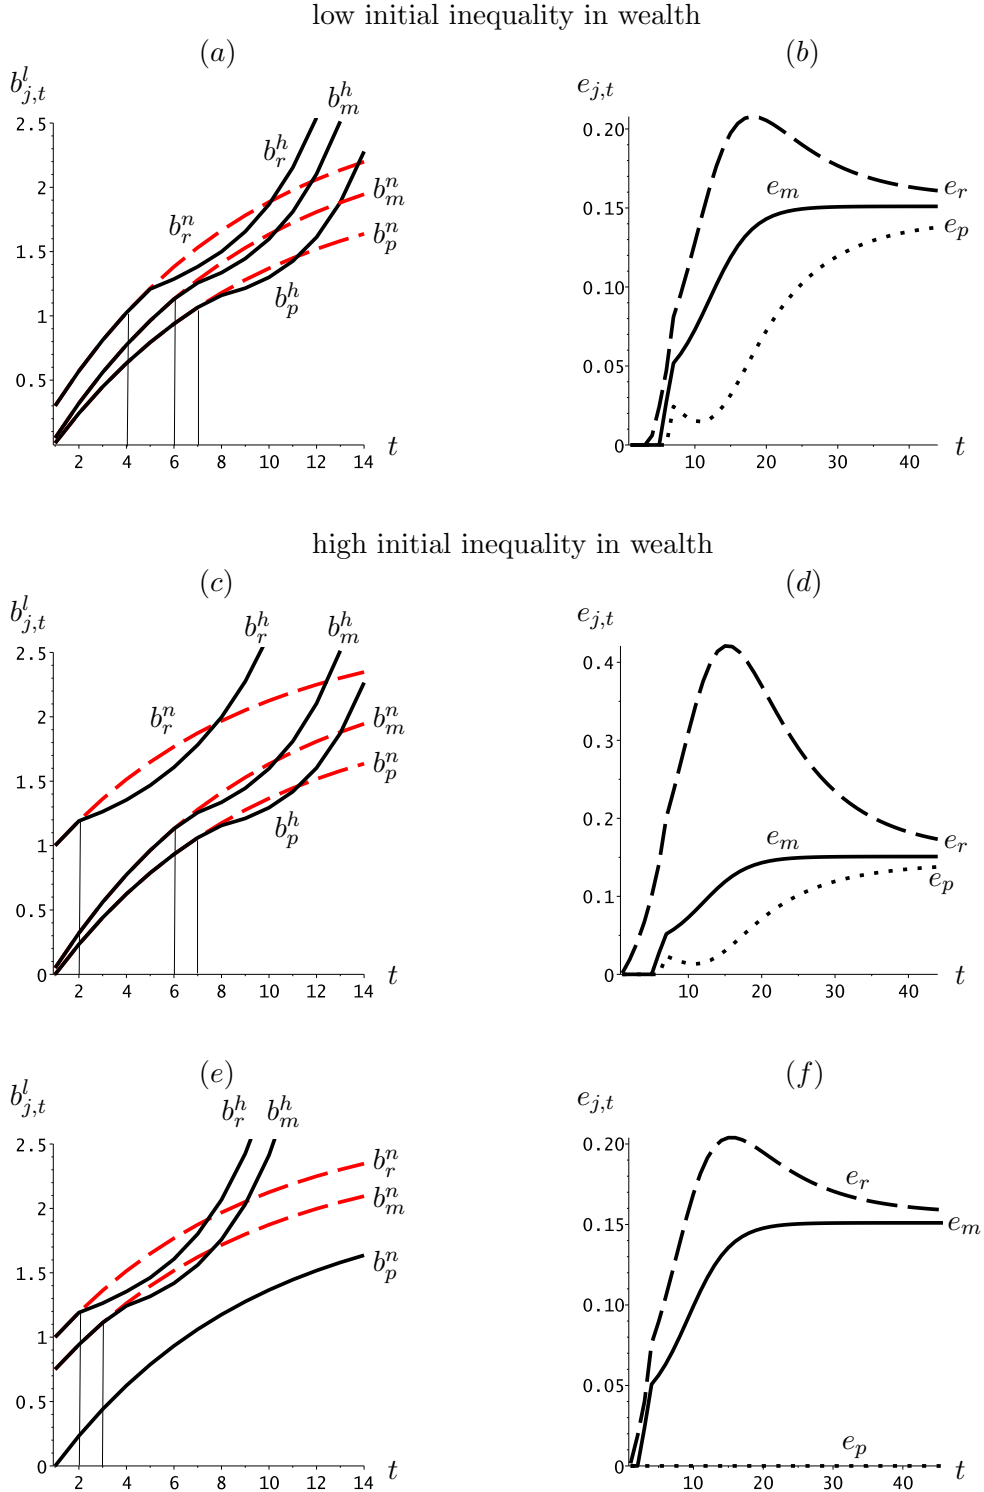 low initial inequality in wealth
(a)
(b)
b^l_{j,t}
e_{j,t}
b^h_m
b^h_r
b^n_r
b^n_m
b^n_p
b^h_p
2.5
2
1.5
1
0.5
2 4 6 8 10 12 14 t
0.20
0.15
0.10
0.05
0
e_m
e_r
e_p
10 20 30 40 t
high initial inequality in wealth
(c)
(d)
b^l_{j,t}
e_{j,t}
b^h_r
b^h_m
b^n_r
b^n_m
b^n_p
b^h_p
2.5
2
1.5
1
0.5
0
2 4 6 8 10 12 14 t
0.4
0.3
0.2
0.1
0
e_m
e_r
e_p
10 20 30 40 t
(e)
(f)
b^l_{j,t}
e_{j,t}
b^h_r b^h_m
b^n_r
b^n_m
b^n_p
2.5
2
1.5
1
0.5
0
2 4 6 8 10 12 14 t
0.20
0.15
0.10
0.05
0
e_r
e_m
e_p
10 20 30 40 t